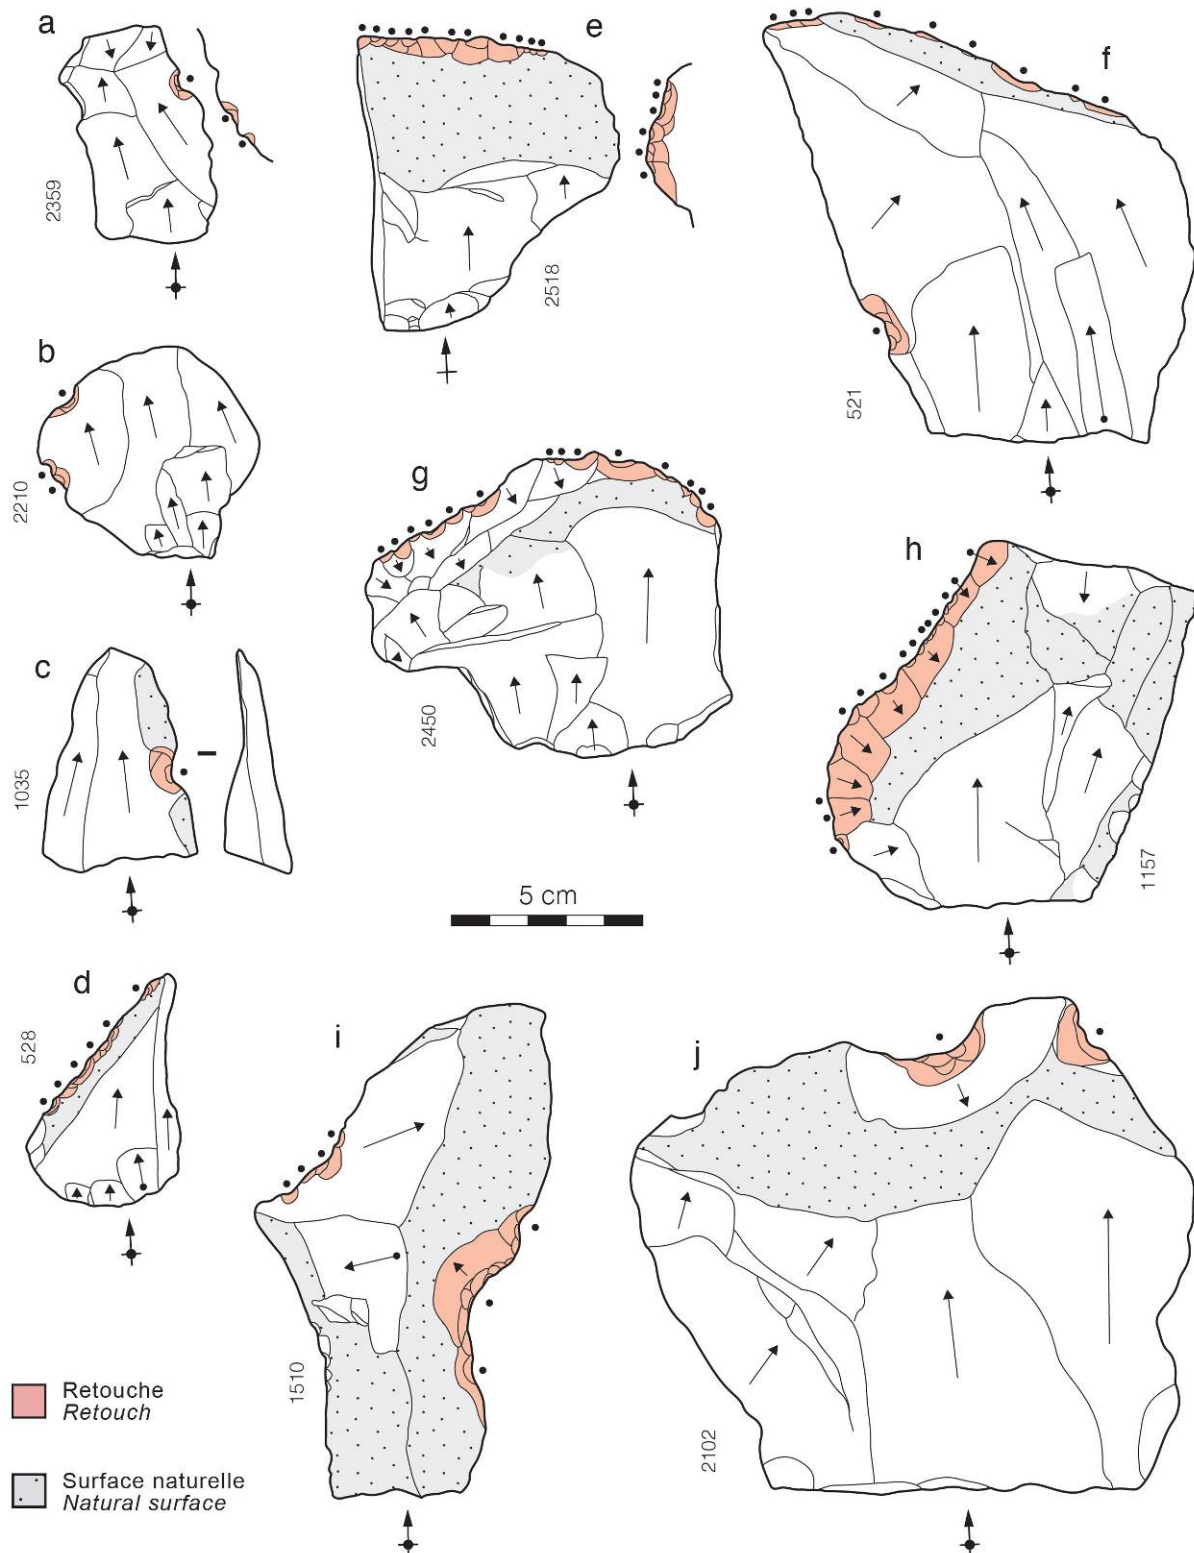 a
2359
b
2210
c
1035
d
528
e
2518
f
521
g
2450
h
1157
5 cm
i
1510
j
2102
Retouche
Retouch
Surface naturelle
Natural surface